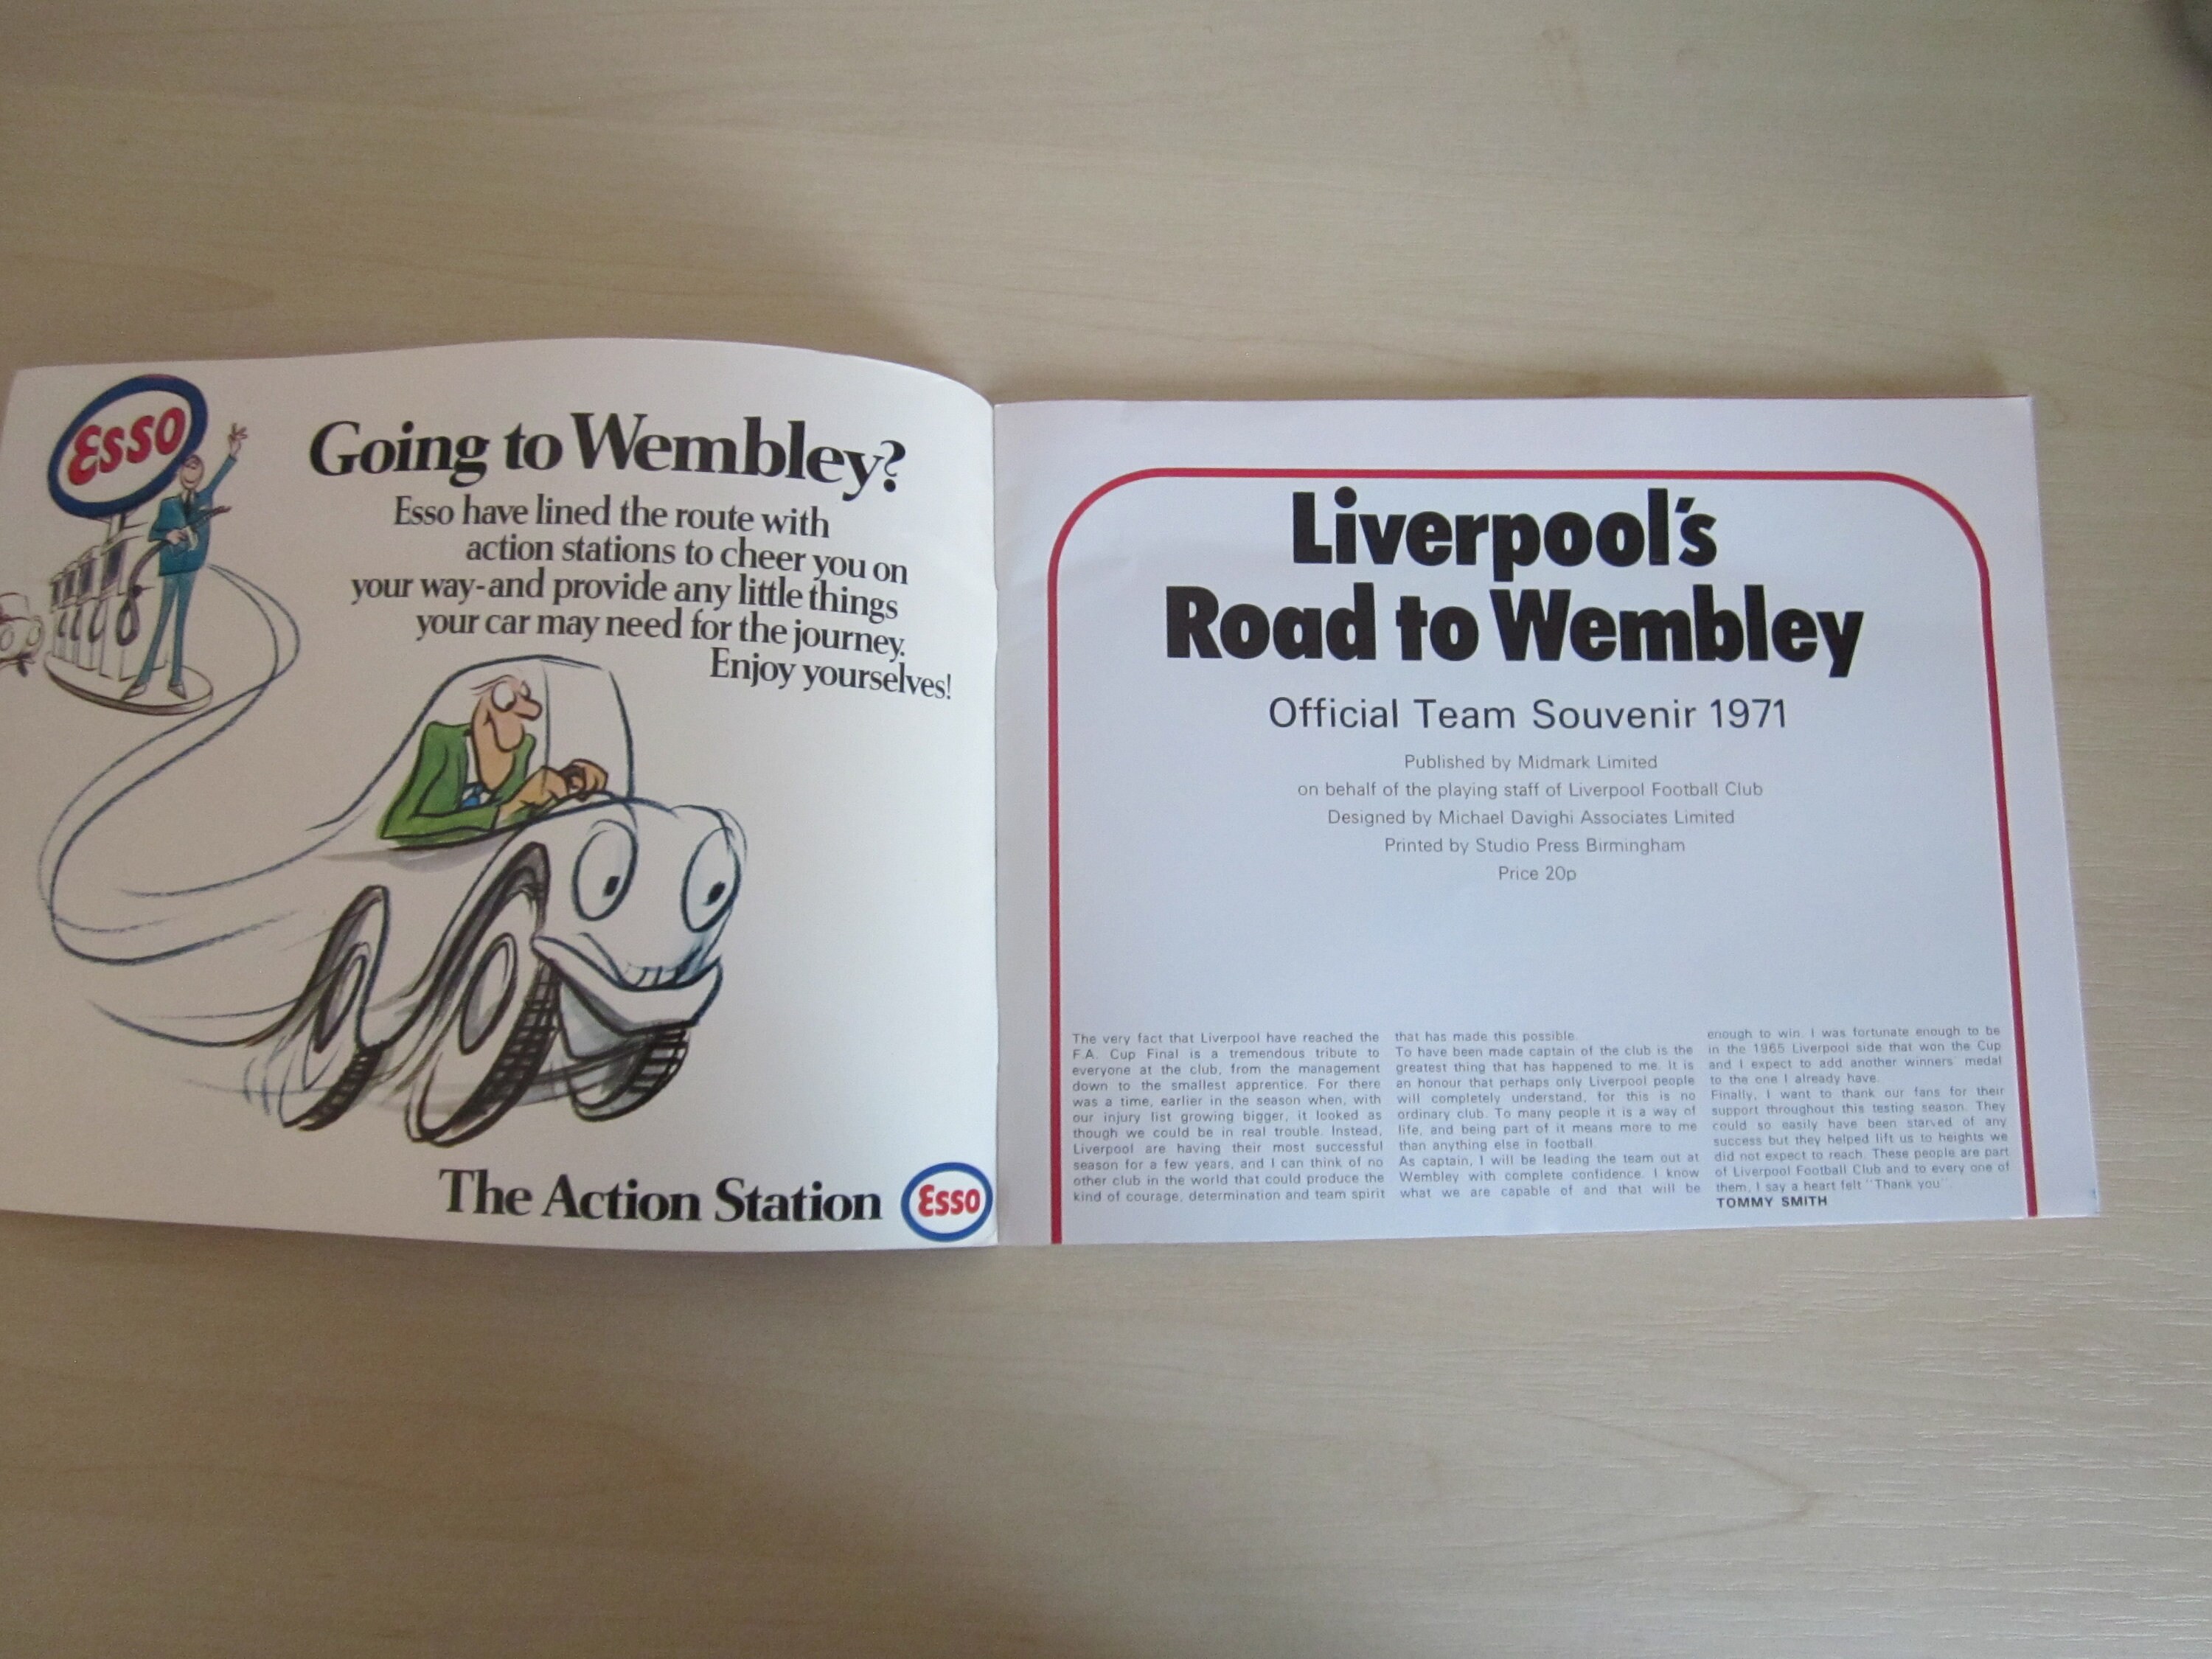 ESSO
Going to Wembley?
Esso have lined the route with
action stations to cheer you on
your way-and provide any little things
your car may need for the journey.
Enjoy yourselves!
The Action Station
ESSO
Liverpool's
Road to Wembley
Official Team Souvenir 1971
Published by Midmark Limited
on behalf of the playing staff of Liverpool Football Club
Designed by Michael Davighi Associates Limited
Printed by Studio Press Birmingham
Price 20p
The very fact that Liverpool have reached the
F.A. Cup Final is a tremendous tribute to
everyone at the club, from the management
down to the smallest apprentice. For there
was a time, earlier in the season when, with
our injury list growing bigger, it looked as
though we could be in real trouble. Instead,
Liverpool are having their most successful
season for a few years, and I can think of no
other club in the world that could produce the
kind of courage, determination and team spirit
that has made this possible.
To have been made captain of the club is the
greatest thing that has happened to me. It is
an honour that perhaps only Liverpool people
will completely understand, for this is no
ordinary club. To many people it is a way of
life, and being part of it means more to me
than anything else in football.
As captain, I will be leading the team out at
Wembley with complete confidence. I know
what we are capable of and that will be
enough to win. I was fortunate enough to be
in the 1965 Liverpool side that won the Cup
and I expect to add another winners' medal
to the one I already have.
Finally, I want to thank our fans for their
support throughout this testing season. They
could so easily have been starved of any
success but they helped lift us to heights we
did not expect to reach. These people are part
of Liverpool Football Club and to every one of
them, I say a heart felt "Thank you".
TOMMY SMITH